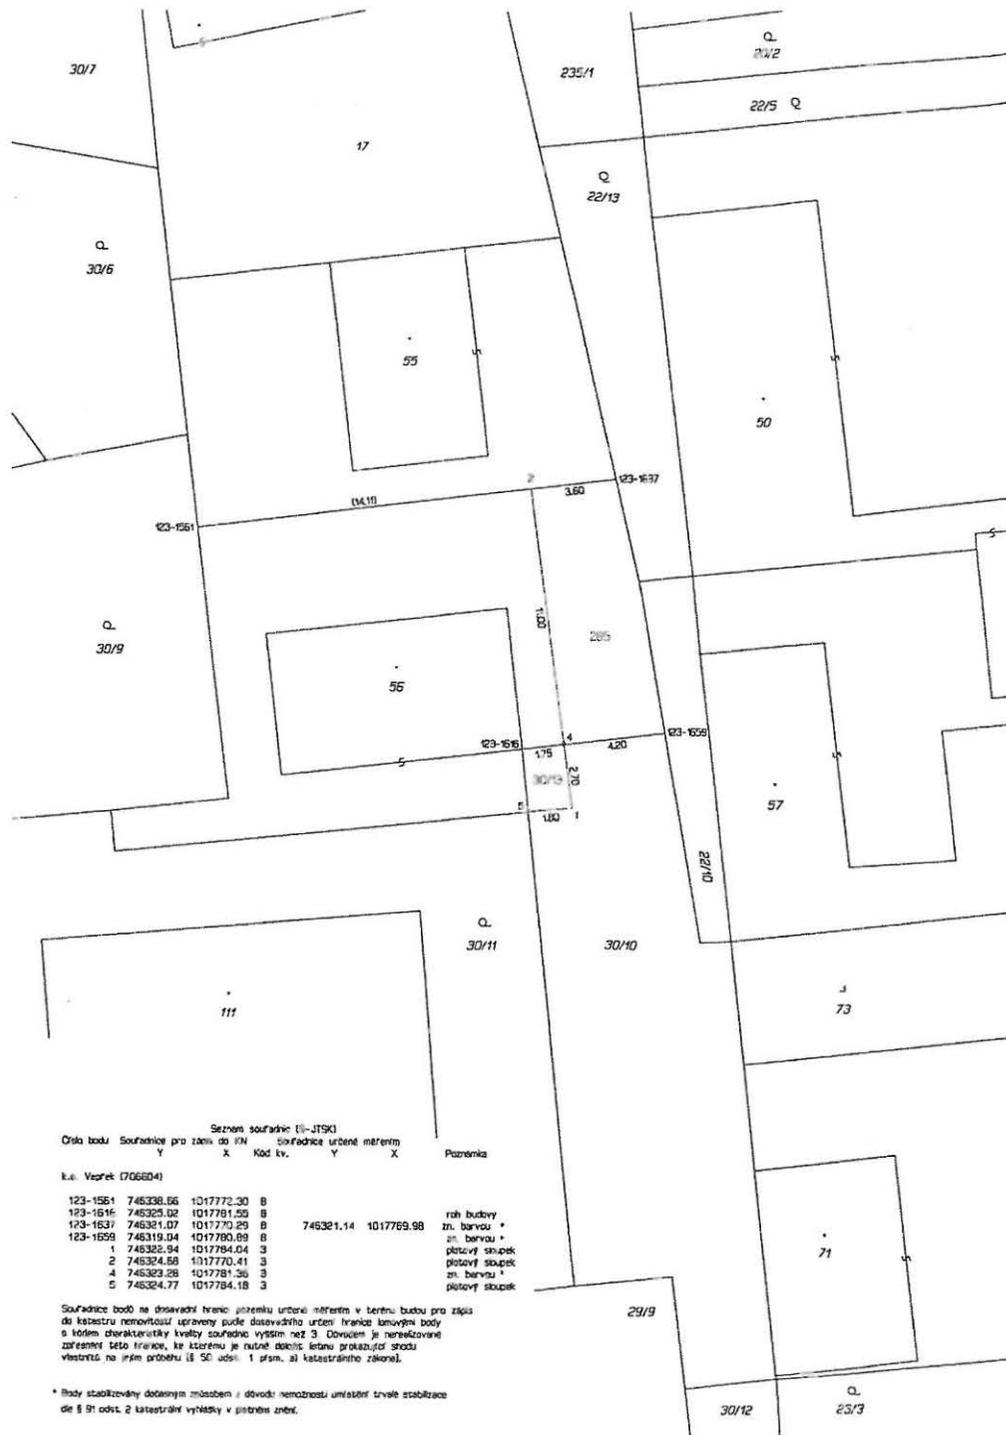 30/7
235/1
20/2
22/5
17
22/13
30/6
55
50
2
123-1637
3.60
(14.11)
123-1561
11.00
285
30/9
56
123-1616
4
123-1659
1.75
4.20
30/13
2.70
57
5
1.80
1
22/10
30/11
30/10
111
73
Seznam souřadnic (S-JTSK)
Číslo bodu Souřadnice pro zápis do KN Souřadnice určené měřením
Y X Kód kv. Y X Poznámka
k.ú. Vepřek (706604)
123-1561 746338.66 1017772.30 8
123-1616 746325.02 1017781.55 8 roh budovy
123-1637 746321.07 1017770.29 8 746321.14 1017769.98 zn. barvou *
123-1659 746319.04 1017780.89 8 zn. barvou *
1 746322.94 1017784.04 3 plotový sloupek
2 746324.68 1017770.41 3 plotový sloupek
4 746323.28 1017781.36 3 zn. barvou *
5 746324.77 1017784.18 3 plotový sloupek
71
Souřadnice bodů na dosavadní hranici pozemku určené měřením v terénu budou pro zápis
do katastru nemovitostí upraveny podle dosavadního určení hranice lomovými body
s kódem charakteristiky kvality souřadnic vyšším než 3. Důvodem je nerealizované
zpřesnění této hranice, ke kterému je nutné doložit listinu prokazující shodu
vlastníků na jejím průběhu (§ 50 odst. 1 písm. a) katastrálního zákona).
29/9
* Body stabilizovány dočasným způsobem z důvodu nemožnosti umístění trvalé stabilizace
dle § 91 odst. 2 katastrální vyhlášky v platném znění.
30/12
23/3